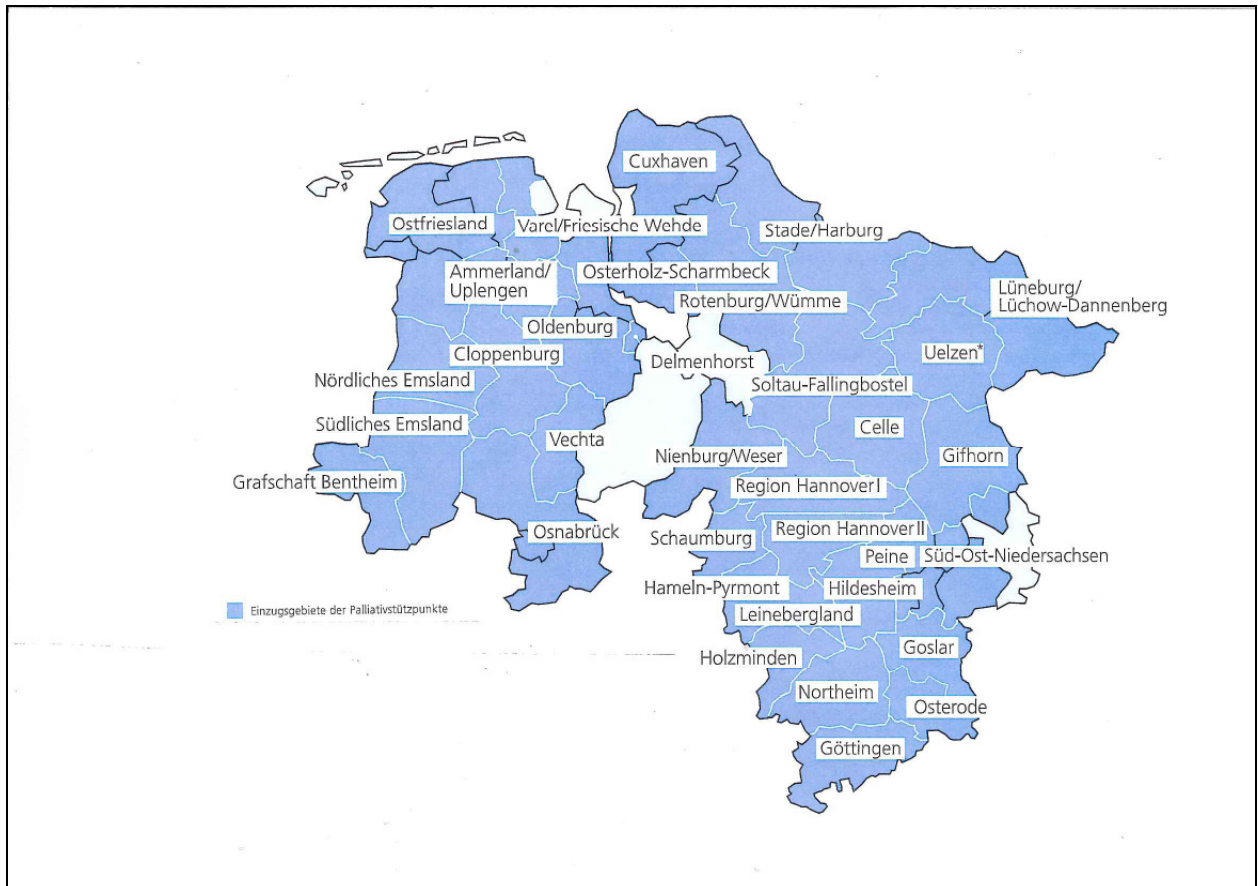 Cuxhaven
Ostfriesland
Varel/Friesische Wehde
Stade/Harburg
Ammerland/
Uplengen
Osterholz-Scharmbeck
Lüneburg/
Lüchow-Dannenberg
Rotenburg/Wümme
Oldenburg
Cloppenburg
Delmenhorst
Uelzen*
Nördliches Emsland
Soltau-Fallingbostel
Südliches Emsland
Vechta
Celle
Nienburg/Weser
Gifhorn
Grafschaft Bentheim
Region Hannover I
Osnabrück
Schaumburg
Region Hannover II
Peine
Süd-Ost-Niedersachsen
Hameln-Pyrmont
Hildesheim
Einzugsgebiete der Palliativstützpunkte
Leinebergland
Goslar
Holzminden
Northeim
Osterode
Göttingen